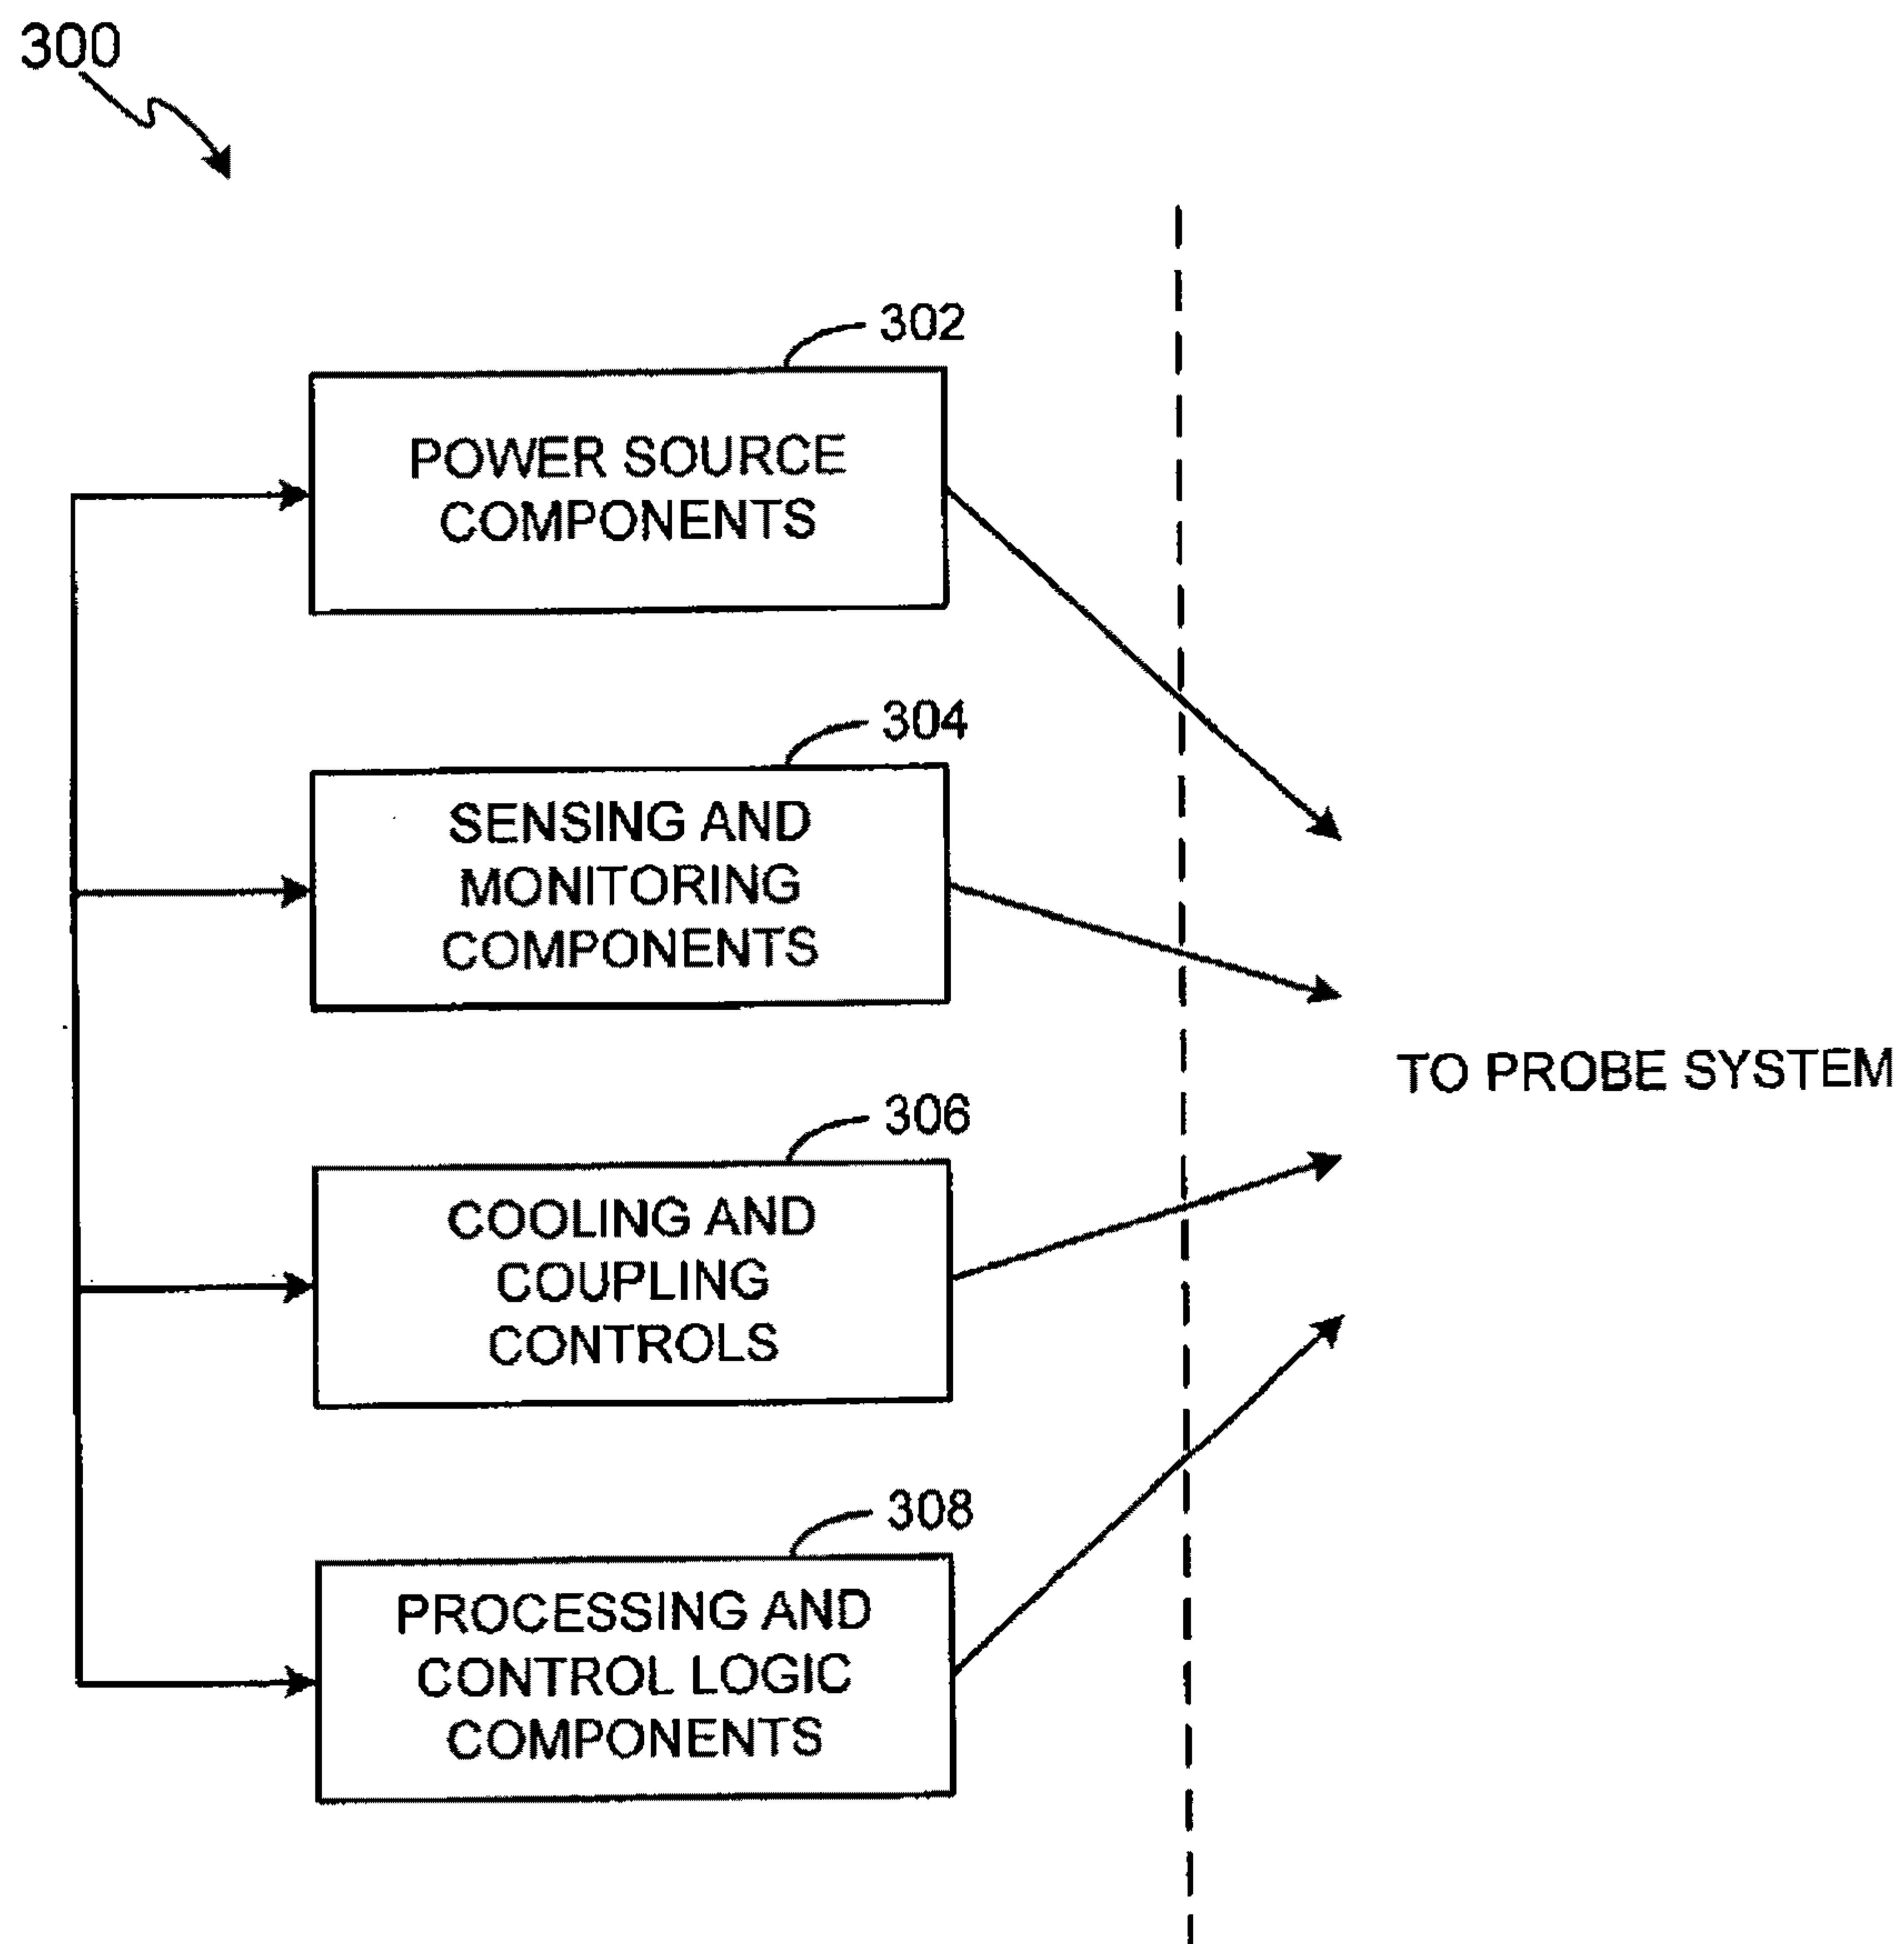 300
302
POWER SOURCE
COMPONENTS
304
SENSING AND
MONITORING
COMPONENTS
TO PROBE SYSTEM
306
COOLING AND
COUPLING
CONTROLS
308
PROCESSING AND
CONTROL LOGIC
COMPONENTS